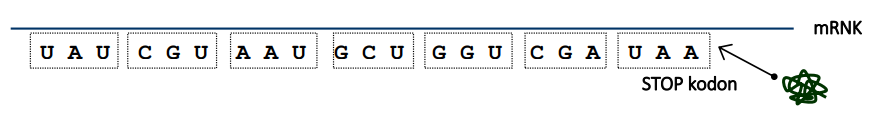 mRNK
U A U C G U A A U G C U G G U C G A U A A
STOP kodon